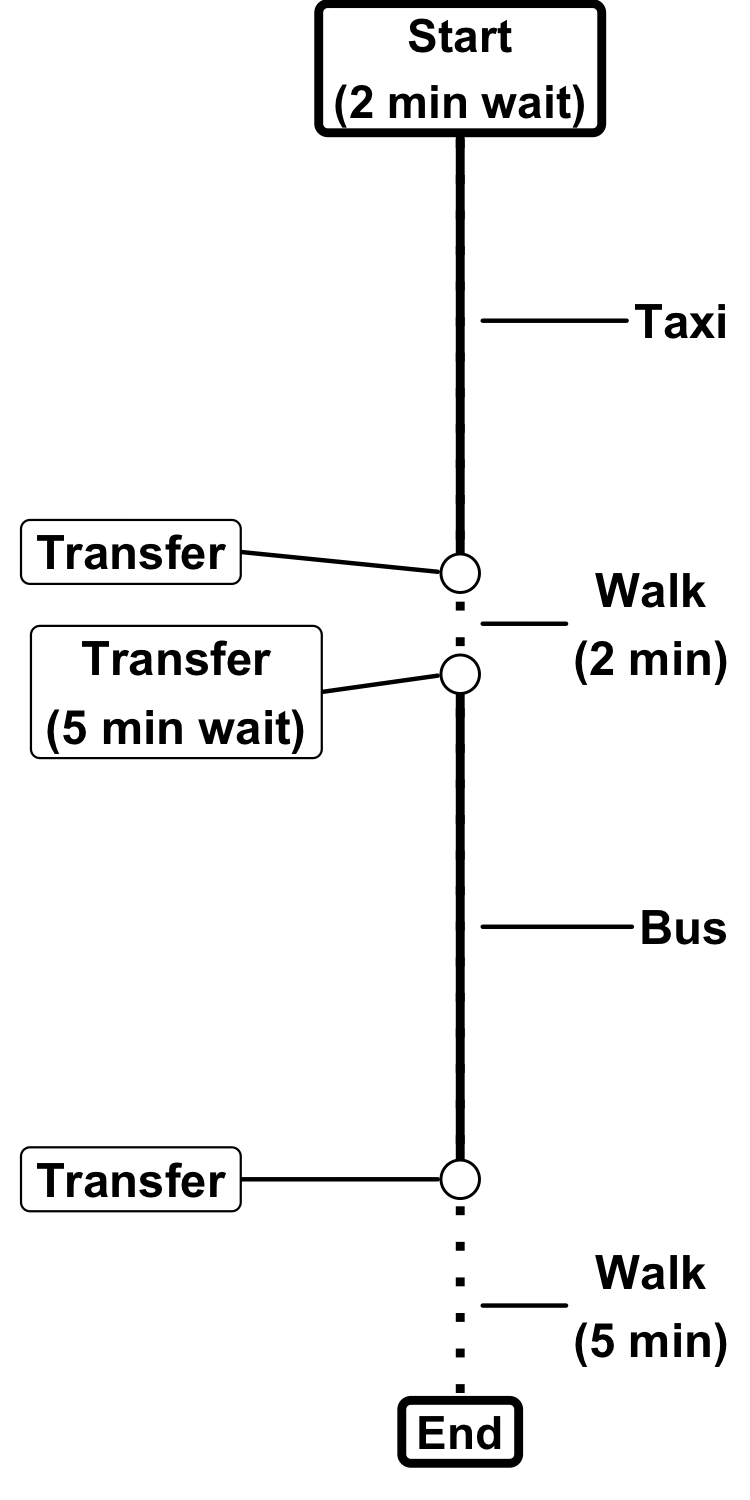 Start
(2 min wait)
Taxi
Transfer
Walk
(2 min)
Transfer
(5 min wait)
Bus
Transfer
Walk
(5 min)
End